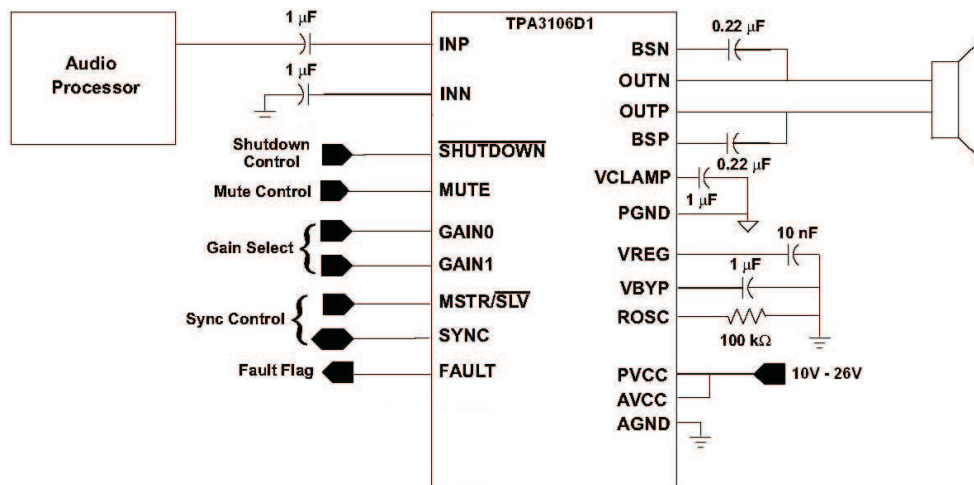 TPA3106D1
1 µF
Audio
Processor
INP
1 µF
INN
Shutdown
Control
SHUTDOWN
Mute Control
MUTE
Gain Select
GAIN0
GAIN1
Sync Control
MSTR/SLV
SYNC
Fault Flag
FAULT
0.22 µF
BSN
OUTN
OUTP
BSP
0.22 µF
VCLAMP
1 µF
PGND
10 nF
VREG
1 µF
VBYP
ROSC
100 kΩ
PVCC
10V - 26V
AVCC
AGND